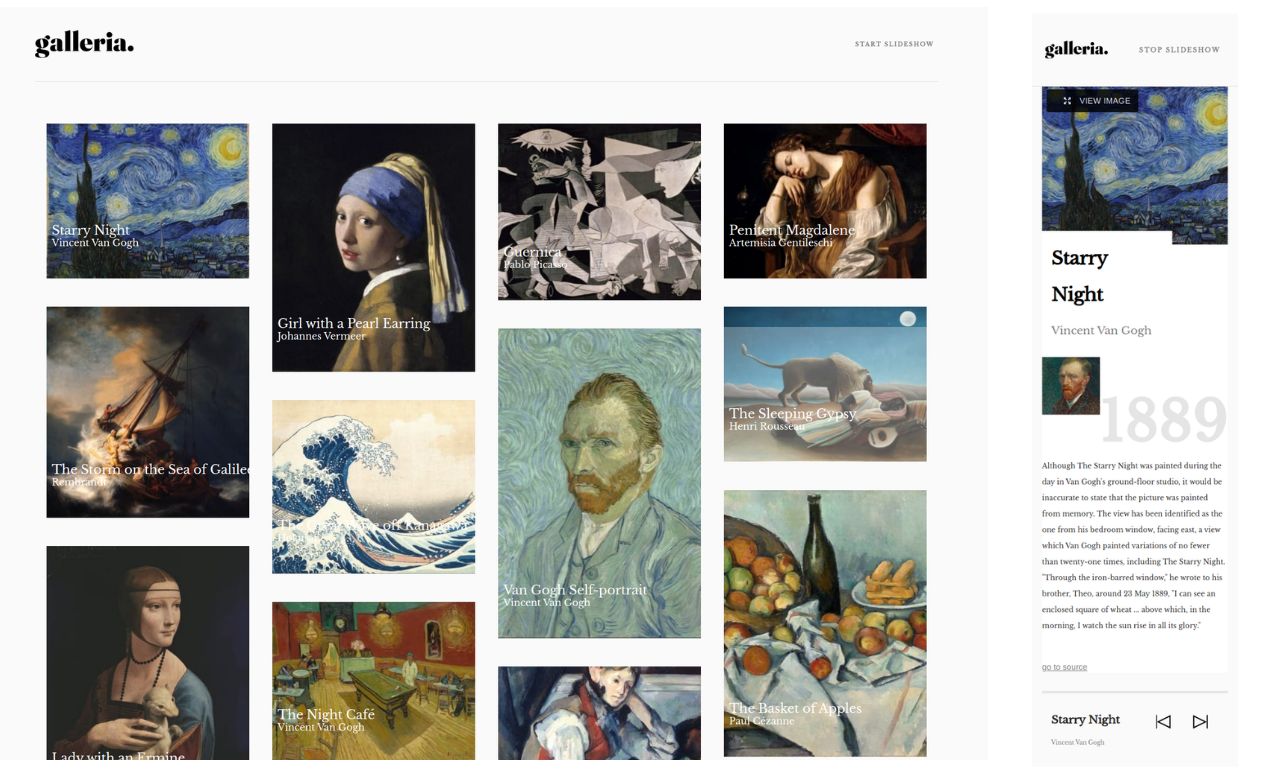 galleria.
START SLIDESHOW
Starry Night
Vincent Van Gogh
Girl with a Pearl Earring
Johannes Vermeer
Guernica
Pablo Picasso
Penitent Magdalene
Artemisia Gentileschi
The Storm on the Sea of Galilee
Rembrandt
off Kanagawa
Van Gogh Self-portrait
Vincent Van Gogh
The Sleeping Gypsy
Henri Rousseau
Lady with an Ermine
The Night Café
Vincent Van Gogh
The Basket of Apples
Paul Cézanne
galleria.
STOP SLIDESHOW
VIEW IMAGE
Starry
Night
Vincent Van Gogh
1889
Although The Starry Night was painted during the
day in Van Gogh's ground-floor studio, it would be
inaccurate to state that the picture was painted
from memory. The view has been identified as the
one from his bedroom window, facing east, a view
which Van Gogh painted variations of no fewer
than twenty-one times, including The Starry Night.
"Through the iron-barred window," he wrote to his
brother, Theo, around 23 May 1889, "I can see an
enclosed square of wheat ... above which, in the
morning, I watch the sun rise in all its glory."
go to source
Starry Night
Vincent Van Gogh